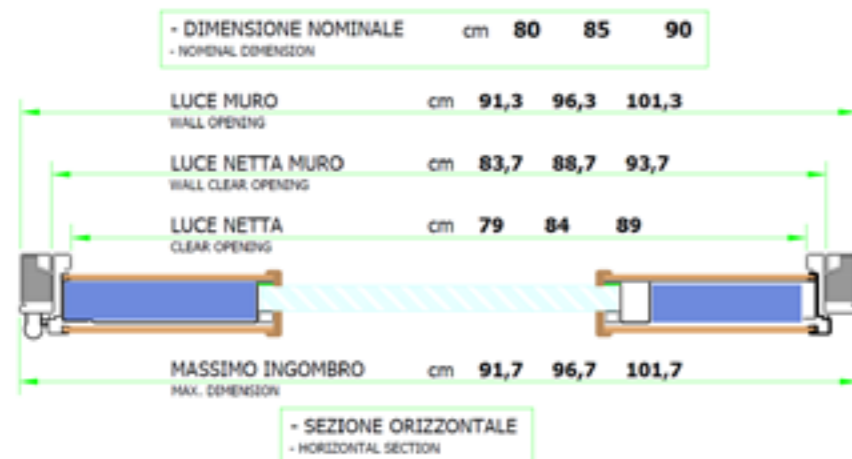 - DIMENSIONE NOMINALE cm 80 85 90
- NOMINAL DIMENSION
LUCE MURO cm 91,3 96,3 101,3
WALL OPENING
LUCE NETTA MURO cm 83,7 88,7 93,7
WALL CLEAR OPENING
LUCE NETTA cm 79 84 89
CLEAR OPENING
MASSIMO INGOMBRO cm 91,7 96,7 101,7
MAX. DIMENSION
- SEZIONE ORIZZONTALE
- HORIZONTAL SECTION